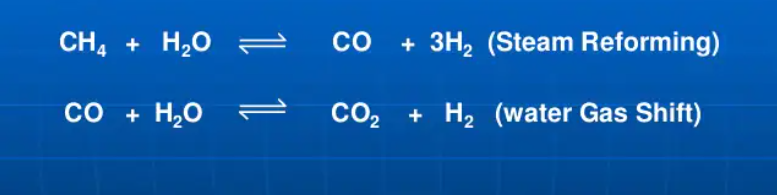 CH₄ + H₂O ⇌ CO + 3H₂ (Steam Reforming)
CO + H₂O ⇌ CO₂ + H₂ (water Gas Shift)